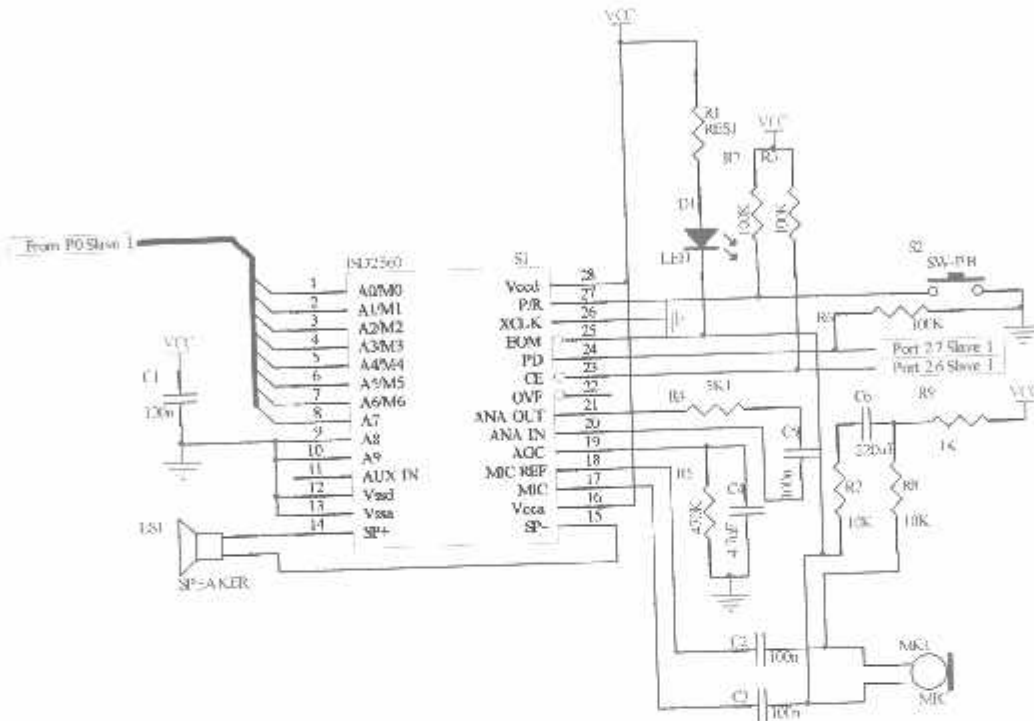 VCC
R1
RES1
VCC
R3
100K
100K
D1
LED
S2
SW-PB
From P0 Slave 1
ISD2560
1 A0/M0
2 A1/M1
3 A2/M2
4 A3/M3
5 A4/M4
6 A5/M5
7 A6/M6
8 A7
9 A8
10 A9
11 AUX IN
12 Vssd
13 Vssa
14 SP+
Vccd 28
P/R 27
XCLK 26
EOM 25
PD 24
CE 23
OVF 22
ANA OUT 21
ANA IN 20
AGC 19
MIC REF 18
MIC 17
Vcca 16
SP- 15
R6
100K
Port 2.7 Slave 1
Port 2.6 Slave 1
VCC
C1
R4
5K1
C5
100n
C6
220uF
R9
1K
VCC
R5
470K
C4
4.7uF
R7
10K
R8
10K
LS1
SPEAKER
C2
100n
C3
100n
MK1
MIC